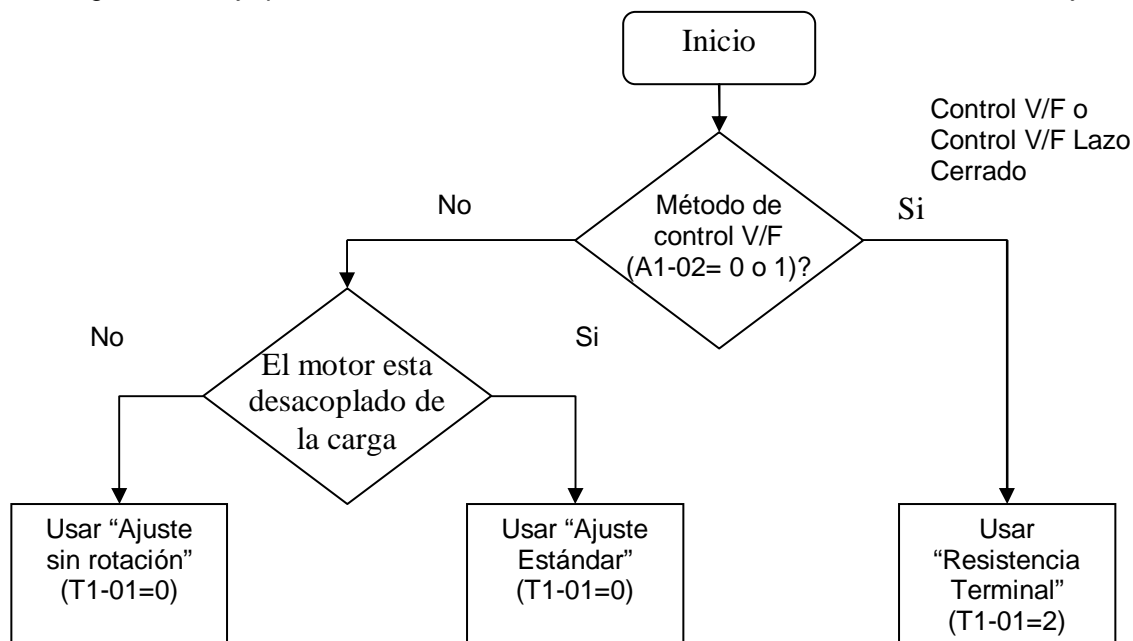 Inicio
Control V/F o
Control V/F Lazo
Cerrado
No
Método de
control V/F
(A1-02= 0 o 1)?
Si
No
El motor esta
desacoplado de
la carga
Si
Usar “Ajuste
sin rotación”
(T1-01=0)
Usar “Ajuste
Estándar”
(T1-01=0)
Usar
“Resistencia
Terminal”
(T1-01=2)